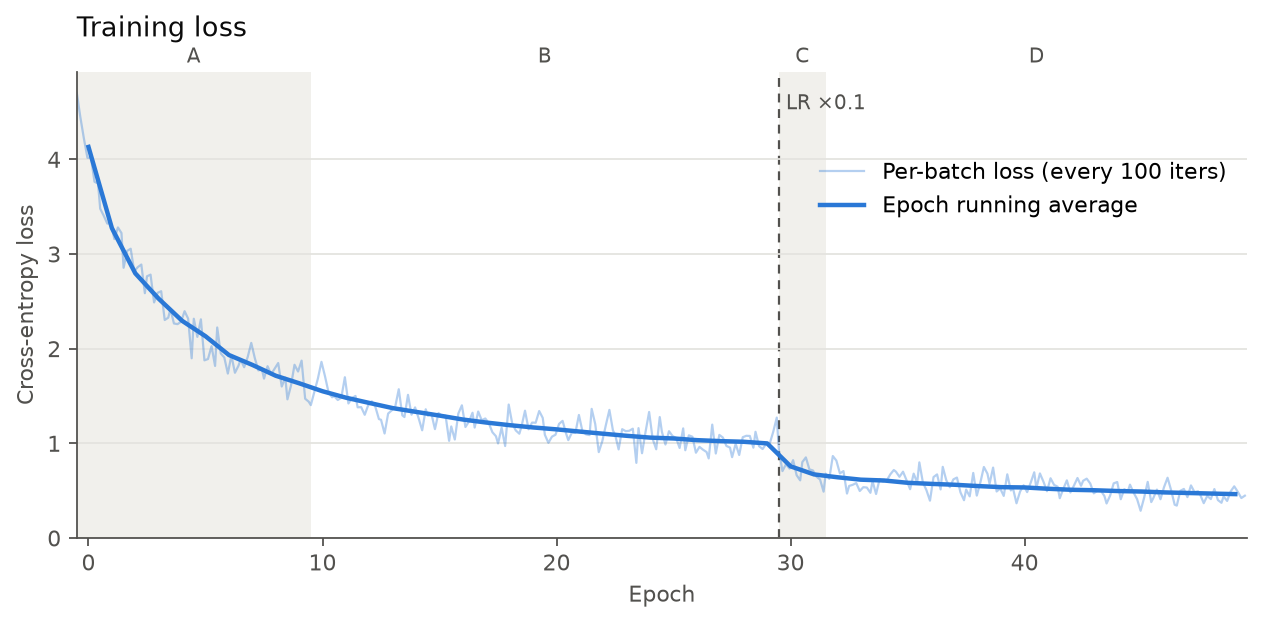 Training loss
A B C D
LR ×0.1
Per-batch loss (every 100 iters)
Epoch running average
Cross-entropy loss
4
3
2
1
0
0 10 20 30 40
Epoch